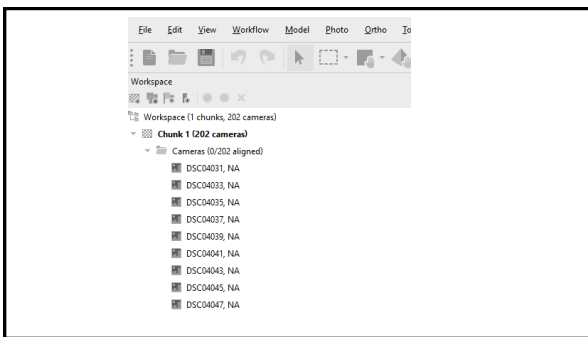 File Edit View Workflow Model Photo Ortho To
Workspace
Workspace (1 chunks, 202 cameras)
Chunk 1 (202 cameras)
Cameras (0/202 aligned)
DSC04031, NA
DSC04033, NA
DSC04035, NA
DSC04037, NA
DSC04039, NA
DSC04041, NA
DSC04043, NA
DSC04045, NA
DSC04047, NA